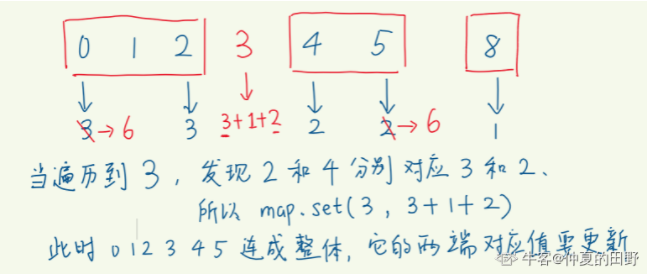 0 1 2 3 4 5 8
3→6 3 3+1+2 2 2→6 1
当遍历到3，发现2和4分别对应3和2、
所以 map.set(3, 3+1+2)
此时 0 1 2 3 4 5 连成整体，它的两端对应值需更新
牛客@仲夏的田野